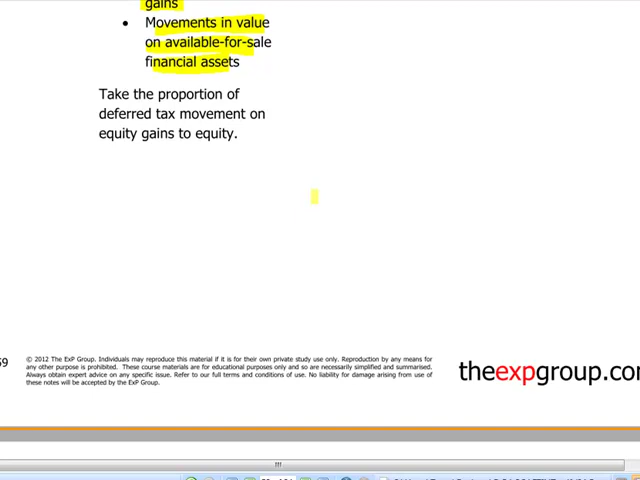 gains
• Movements in value
on available-for-sale
financial assets
Take the proportion of
deferred tax movement on
equity gains to equity.
© 2012 The ExP Group. Individuals may reproduce this material if it is for their own private study use only. Reproduction by any means for
any other purpose is prohibited. These course materials are for educational purposes only and so are necessarily simplified and summarised.
Always obtain expert advice on any specific issue. Refer to our full terms and conditions of use. No liability for damage arising from use of
these notes will be accepted by the ExP Group.
theexpgroup.co